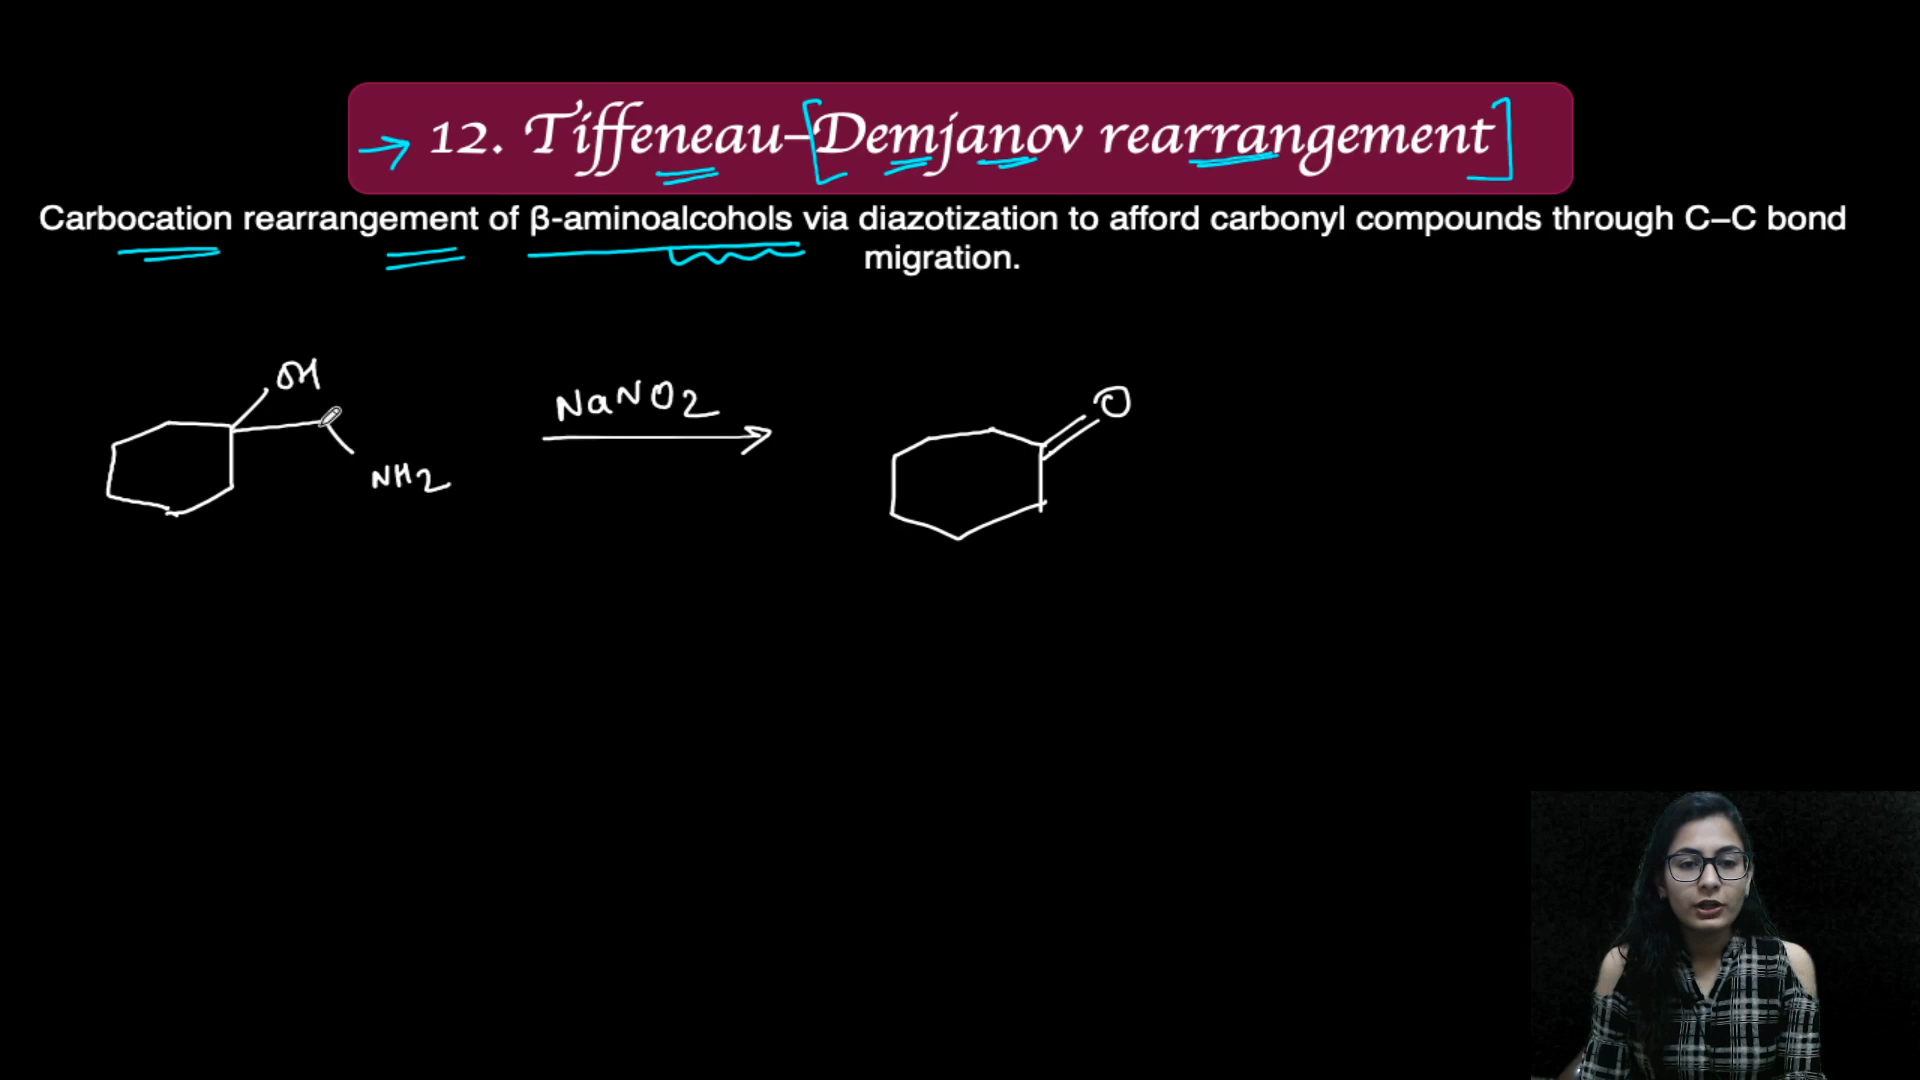 12. Tiffeneau–Demjanov rearrangement
Carbocation rearrangement of β-aminoalcohols via diazotization to afford carbonyl compounds through C–C bond
migration.
OH
NaNO2
O
NH2